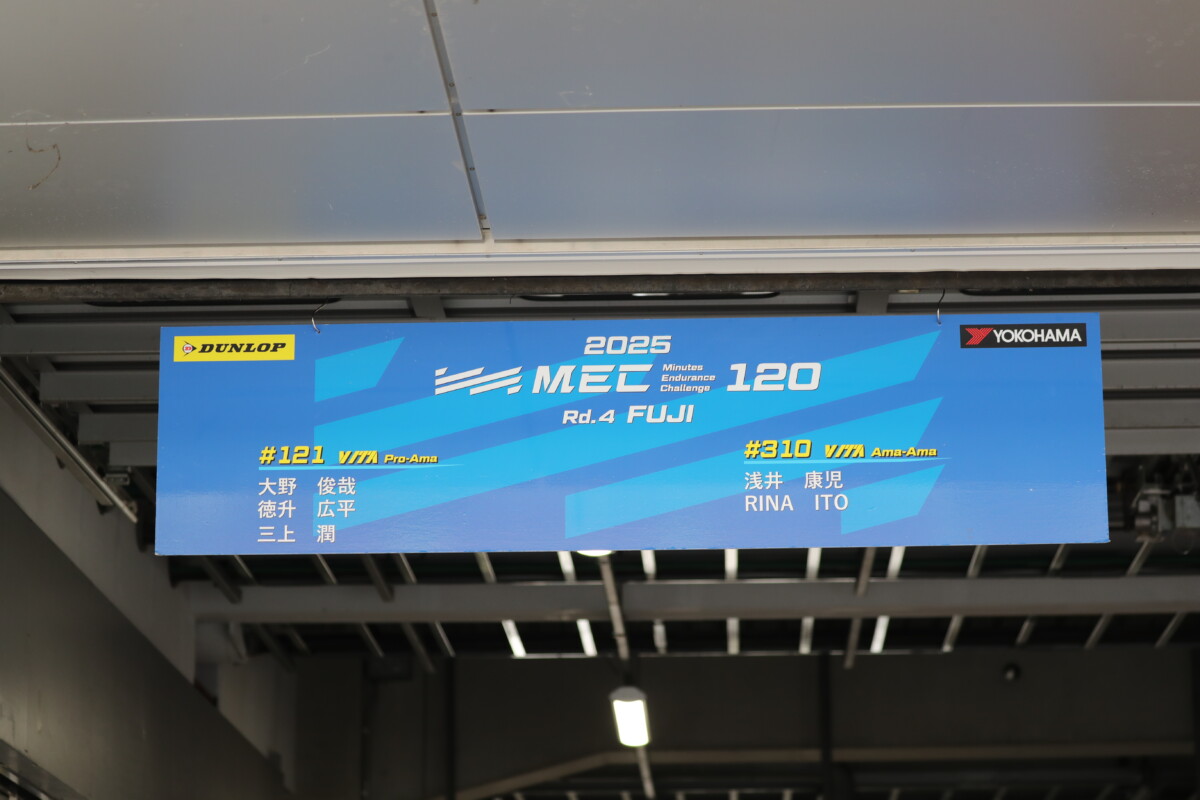 DUNLOP
YOKOHAMA
2025
MEC Minutes Endurance Challenge 120
Rd.4 FUJI
#121 VITA Pro-Ama
大野 俊哉
徳升 広平
三上 潤
#310 VITA Ama-Ama
浅井 康児
RINA ITO